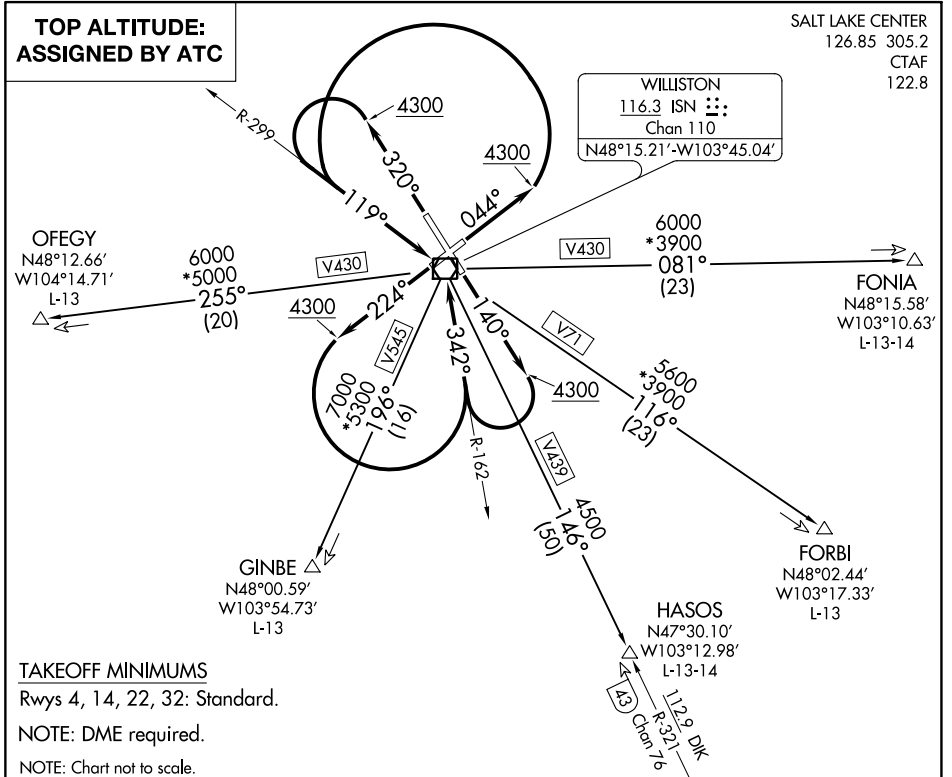 TOP ALTITUDE:
ASSIGNED BY ATC
SALT LAKE CENTER
126.85 305.2
CTAF
122.8
WILLISTON
116.3 ISN
Chan 110
N48°15.21'-W103°45.04'
R-299
4300
320°
119°
4300
044°
OFEGY
N48°12.66'
W104°14.71'
L-13
6000
*5000
255°
(20)
V430
V430
6000
*3900
081°
(23)
FONIA
N48°15.58'
W103°10.63'
L-13-14
4300
224°
V545
7000
*5300
196°
(16)
342°
140°
4300
R-162
V71
5600
*3900
116°
(23)
V439
4500
146°
(50)
GINBE
N48°00.59'
W103°54.73'
L-13
FORBI
N48°02.44'
W103°17.33'
L-13
HASOS
N47°30.10'
W103°12.98'
L-13-14
43
112.9 DIK
R-321
Chan 76
TAKEOFF MINIMUMS
Rwys 4, 14, 22, 32: Standard.
NOTE: DME required.
NOTE: Chart not to scale.